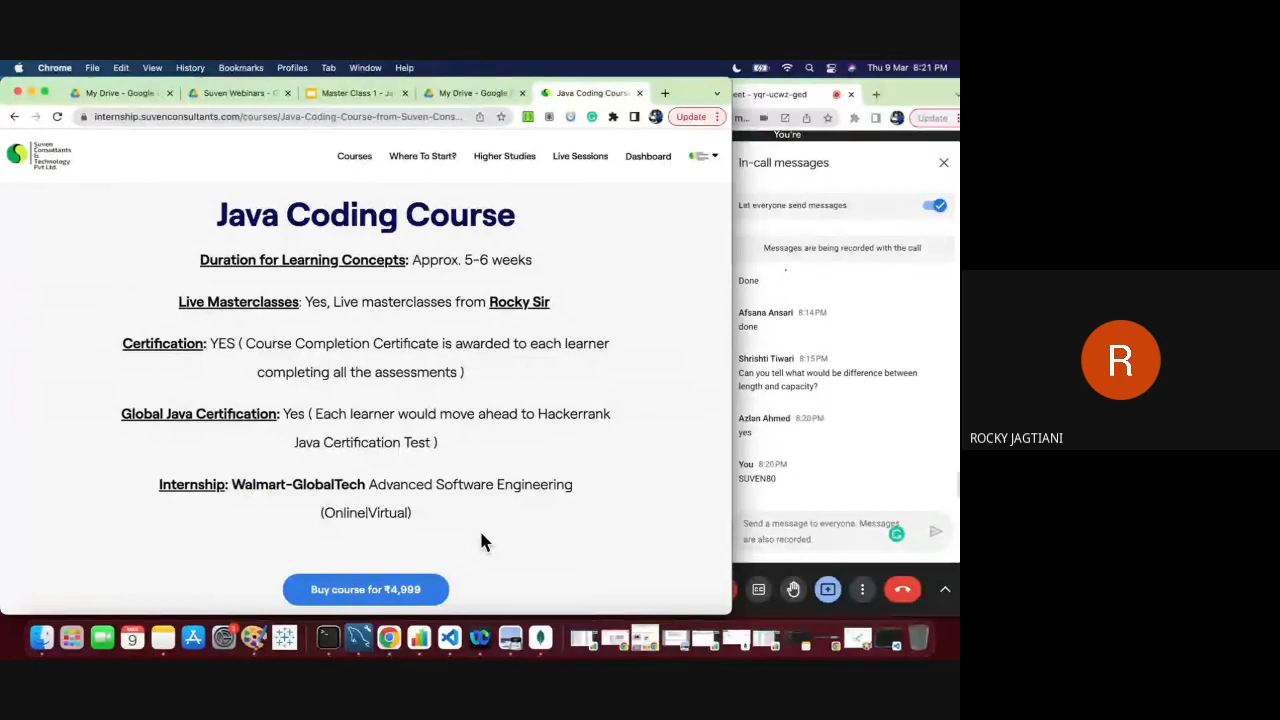 Chrome File Edit View History Bookmarks Profiles Tab Window Help
Thu 9 Mar 8:21 PM
My Drive - Google
Suven Webinars - G
Master Class 1 - Ja
My Drive - Google E
Java Coding Course
eet - yqr-ucwz-ged
internship.suvenconsultants.com/courses/Java-Coding-Course-from-Suven-Cons...
Update
m...
Update
You're
Suven
Consultants
&
Technology
Pvt Ltd.
Courses Where To Start? Higher Studies Live Sessions Dashboard
Java Coding Course
Duration for Learning Concepts: Approx. 5-6 weeks
Live Masterclasses: Yes, Live masterclasses from Rocky Sir
Certification: YES ( Course Completion Certificate is awarded to each learner
completing all the assessments )
Global Java Certification: Yes ( Each learner would move ahead to Hackerrank
Java Certification Test )
Internship: Walmart-GlobalTech Advanced Software Engineering
(Online|Virtual)
Buy course for ₹4,999
In-call messages
Let everyone send messages
Messages are being recorded with the call
Done
Afsana Ansari 8:14 PM
done
Shrishti Tiwari 8:15 PM
Can you tell what would be difference between
length and capacity?
Azlan Ahmed 8:20 PM
yes
You 8:20 PM
SUVEN80
Send a message to everyone. Messages
are also recorded.
MAR
9
R
ROCKY JAGTIANI